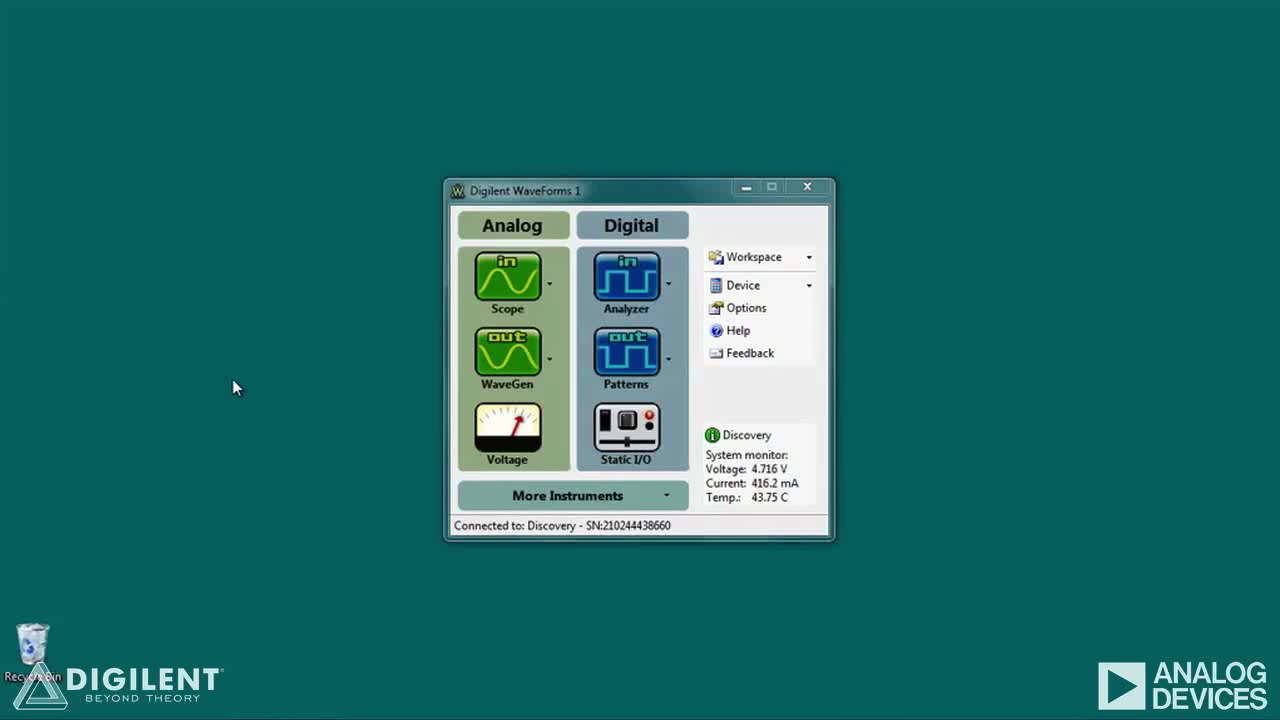 Digilent WaveForms 1
Analog
Digital
in
in
Scope
Analyzer
out
out
WaveGen
Patterns
Voltage
Static I/O
More Instruments
Workspace
Device
Options
Help
Feedback
Discovery
System monitor:
Voltage: 4.716 V
Current: 416.2 mA
Temp.: 43.75 C
Connected to: Discovery - SN:210244438660
Recycle Bin
DIGILENT
BEYOND THEORY
ANALOG
DEVICES